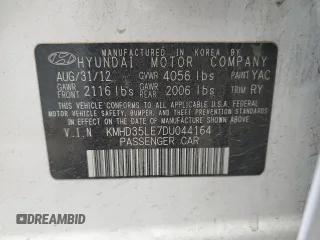 MANUFACTURED IN KOREA BY
HYUNDAI MOTOR COMPANY
AUG/31/12 GVWR 4056 lbs PAINT YAC
GAWR FRONT 2116 lbs GAWR REAR 2006 lbs TRIM RY
THIS VEHICLE CONFORMS TO ALL APPLICABLE U.S. FEDERAL
MOTOR VEHICLE SAFETY, BUMPER, AND THEFT PREVENTION
STANDARDS IN EFFECT ON THE DATE OF MANUFACTURE SHOWN ABOVE
V.I.N KMHD35LE7DU044164
PASSENGER CAR